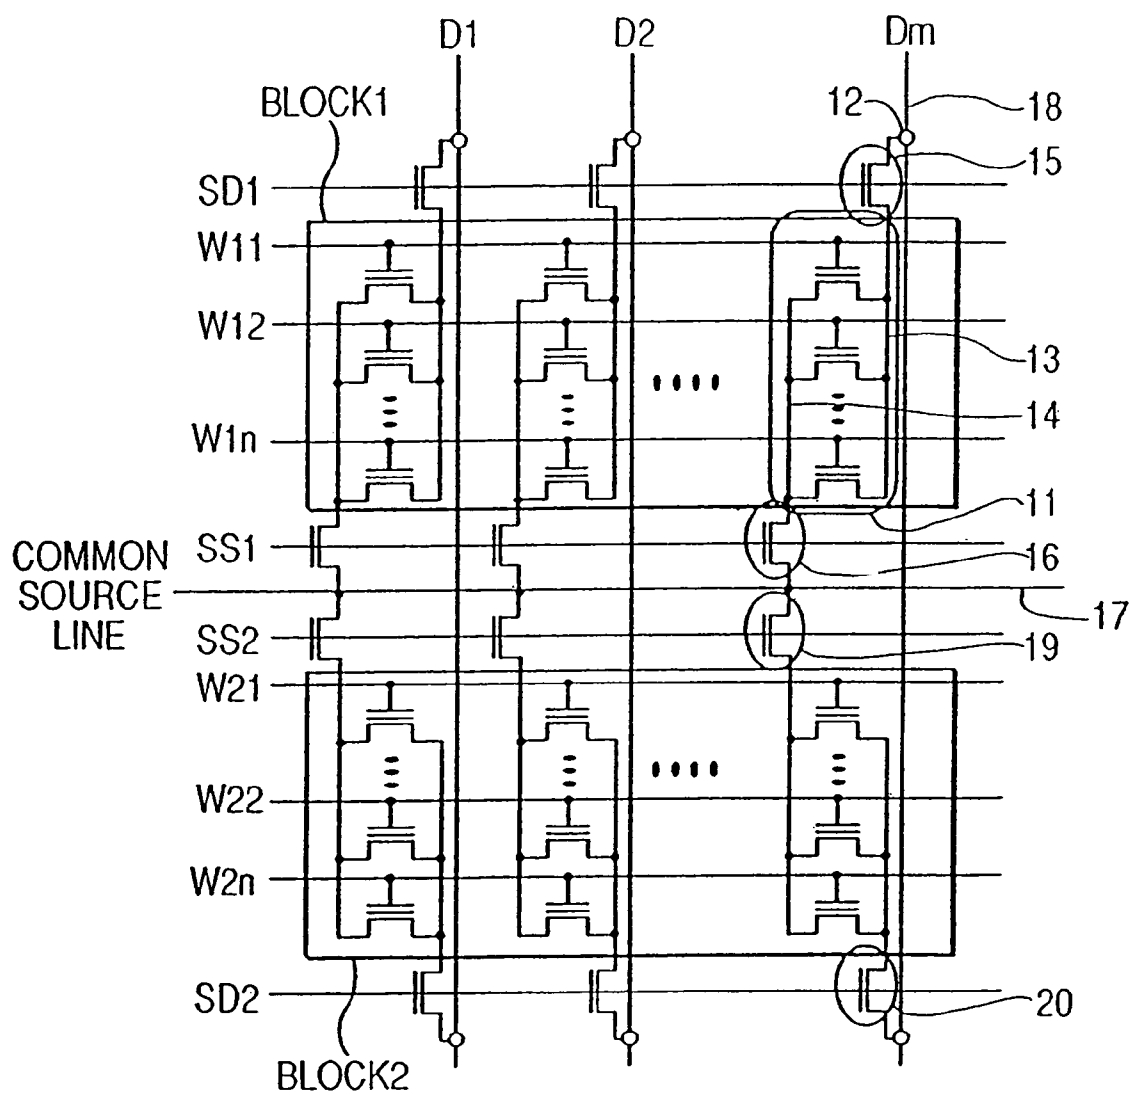 D1 D2 Dm
BLOCK1 12 18
15
SD1
W11
W12
13
14
W1n
11
SS1
16
COMMON
SOURCE
LINE
17
SS2
19
W21
W22
W2n
SD2
20
BLOCK2